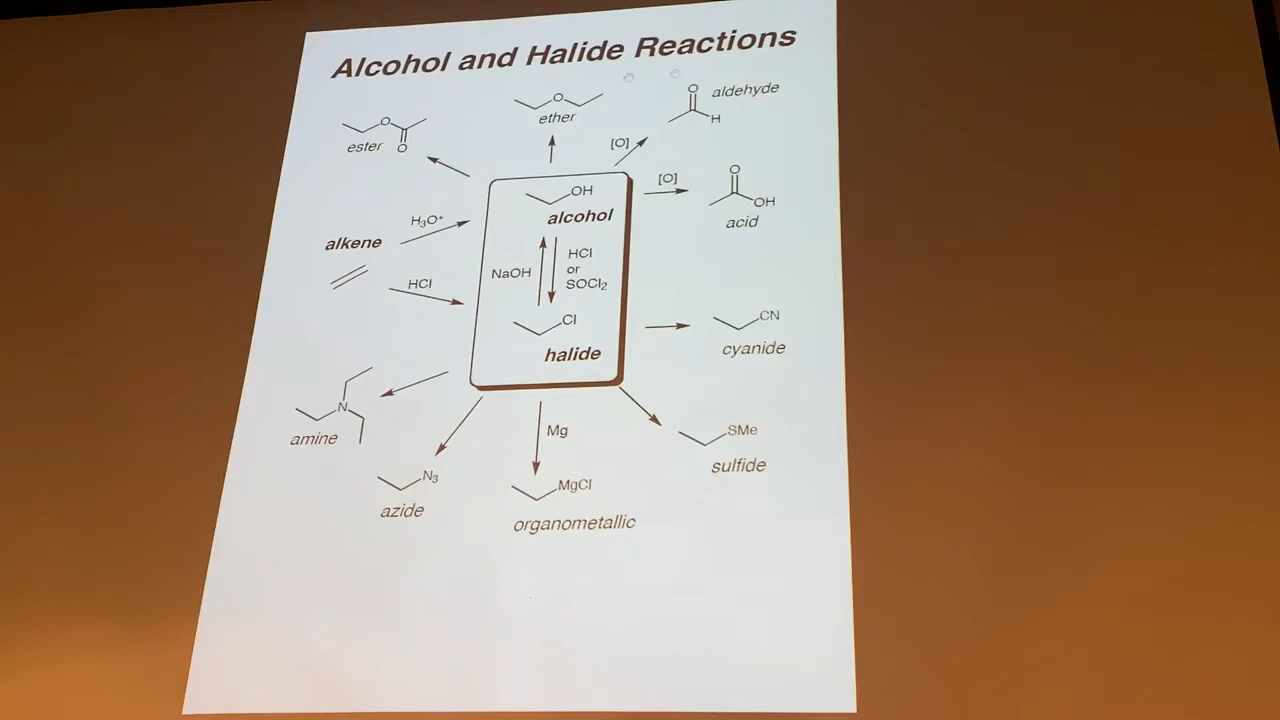 Alcohol and Halide Reactions
O
ether
O
H
aldehyde
O
O
ester
[O]
OH
alcohol
[O]
O
OH
acid
alkene
H₃O⁺
HCl
NaOH
HCl
or
SOCl₂
Cl
halide
CN
cyanide
N
amine
N₃
azide
Mg
MgCl
organometallic
SMe
sulfide